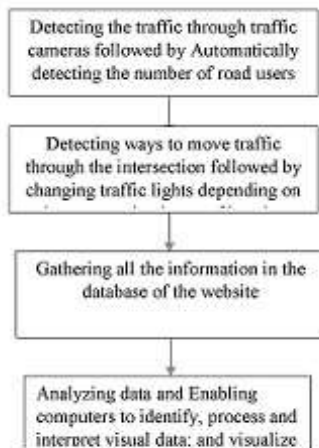 Detecting the traffic through traffic
cameras followed by Automatically
detecting the number of road users
Detecting ways to move traffic
through the intersection followed by
changing traffic lights depending on
Gathering all the information in the
database of the website
Analyzing data and Enabling
computers to identify, process and
interpret visual data; and visualize